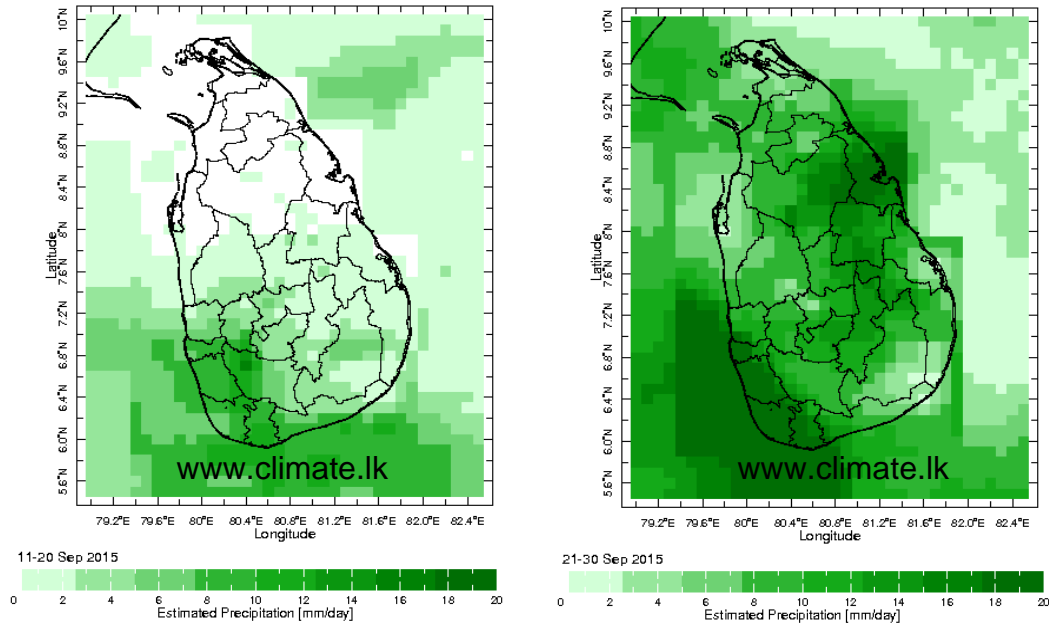 10°N
9.6°N
9.2°N
8.8°N
8.4°N
8°N
7.6°N
7.2°N
6.8°N
6.4°N
6.0°N
5.6°N
Latitude
www.climate.lk
79.2°E 79.6°E 80°E 80.4°E 80.8°E 81.2°E 81.6°E 82.0°E 82.4°E
Longitude
11-20 Sep 2015
0 2 4 6 8 10 12 14 16 18 20
Estimated Precipitation [mm/day]
10°N
9.6°N
9.2°N
8.8°N
8.4°N
8°N
7.6°N
7.2°N
6.8°N
6.4°N
6.0°N
5.6°N
Latitude
www.climate.lk
79.2°E 79.6°E 80°E 80.4°E 80.8°E 81.2°E 81.6°E 82.0°E 82.4°E
Longitude
21-30 Sep 2015
0 2 4 6 8 10 12 14 16 18 20
Estimated Precipitation [mm/day]